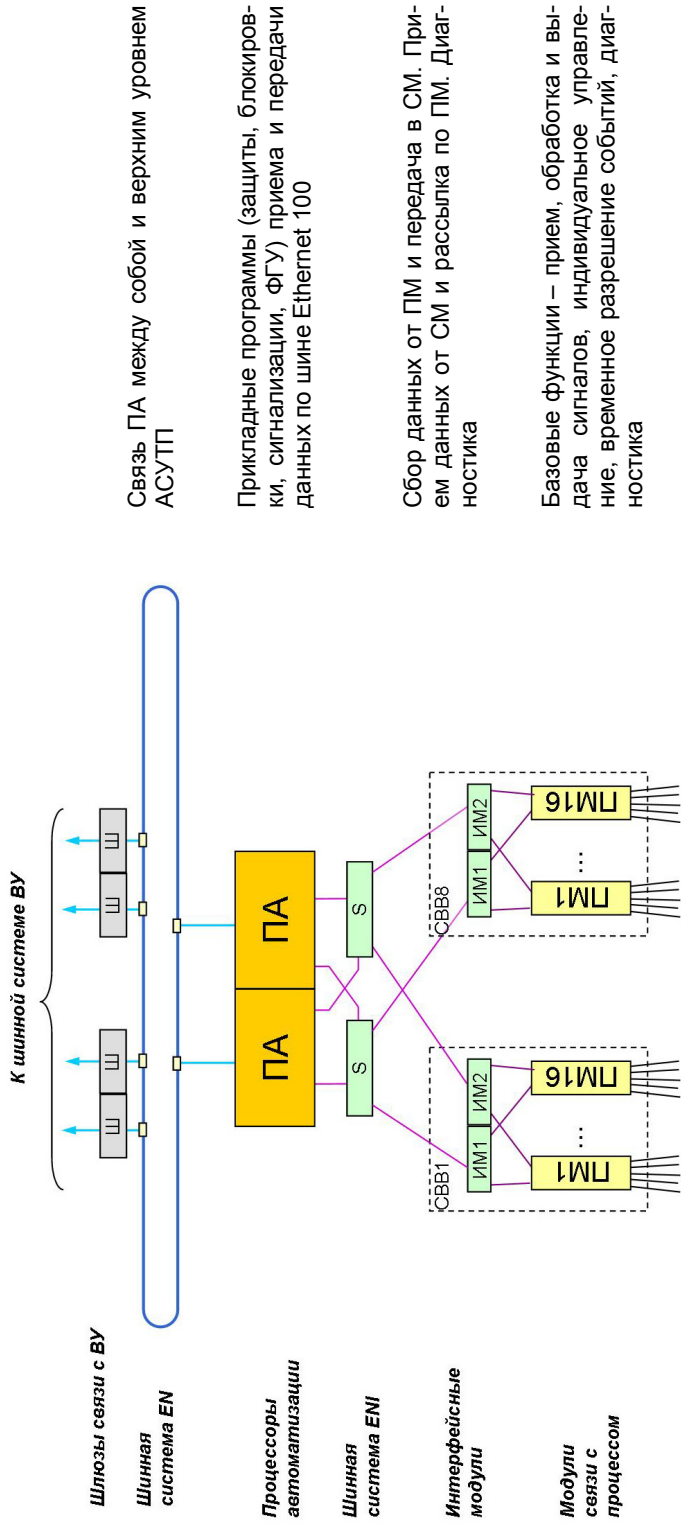 К шинной системе ВУ
Шлюзы связи с ВУ
Ш
Ш
Ш
Ш
Связь ПА между собой и верхним уровнем
АСУТП
Шинная
система EN
Процессоры
автоматизации
ПА
ПА
Прикладные программы (защиты, блокиров-
ки, сигнализации, ФГУ) приема и передачи
данных по шине Ethernet 100
Шинная
система ENI
S
S
Интерфейсные
модули
СВВ1
ИМ1
ИМ2
СВВ8
ИМ1
ИМ2
Сбор данных от ПМ и передача в СМ. При-
ем данных от СМ и рассылка по ПМ. Диаг-
ностика
Модули
связи с
процессом
ПМ1
...
ПМ16
ПМ1
...
ПМ16
Базовые функции – прием, обработка и вы-
дача сигналов, индивидуальное управле-
ние, временное разрешение событий, диаг-
ностика